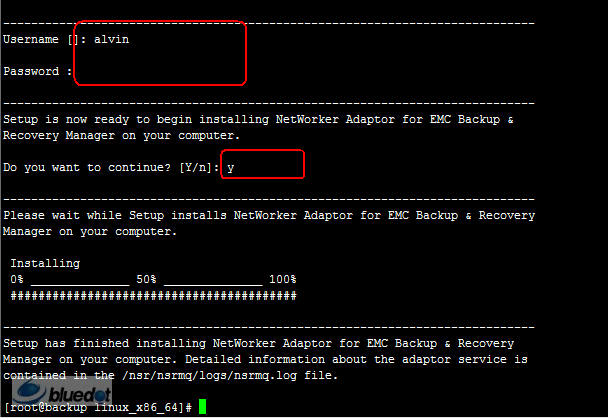 Username []: alvin
Password :
Setup is now ready to begin installing NetWorker Adaptor for EMC Backup &
Recovery Manager on your computer.
Do you want to continue? [Y/n]: y
Please wait while Setup installs NetWorker Adaptor for EMC Backup & Recovery
Manager on your computer.
Installing
0% ______________ 50% ______________ 100%
#########################################
Setup has finished installing NetWorker Adaptor for EMC Backup & Recovery
Manager on your computer. Detailed information about the adaptor service is
contained in the /nsr/nsrmq/logs/nsrmq.log file.
bluedot
[root@backup linux_x86_64]#